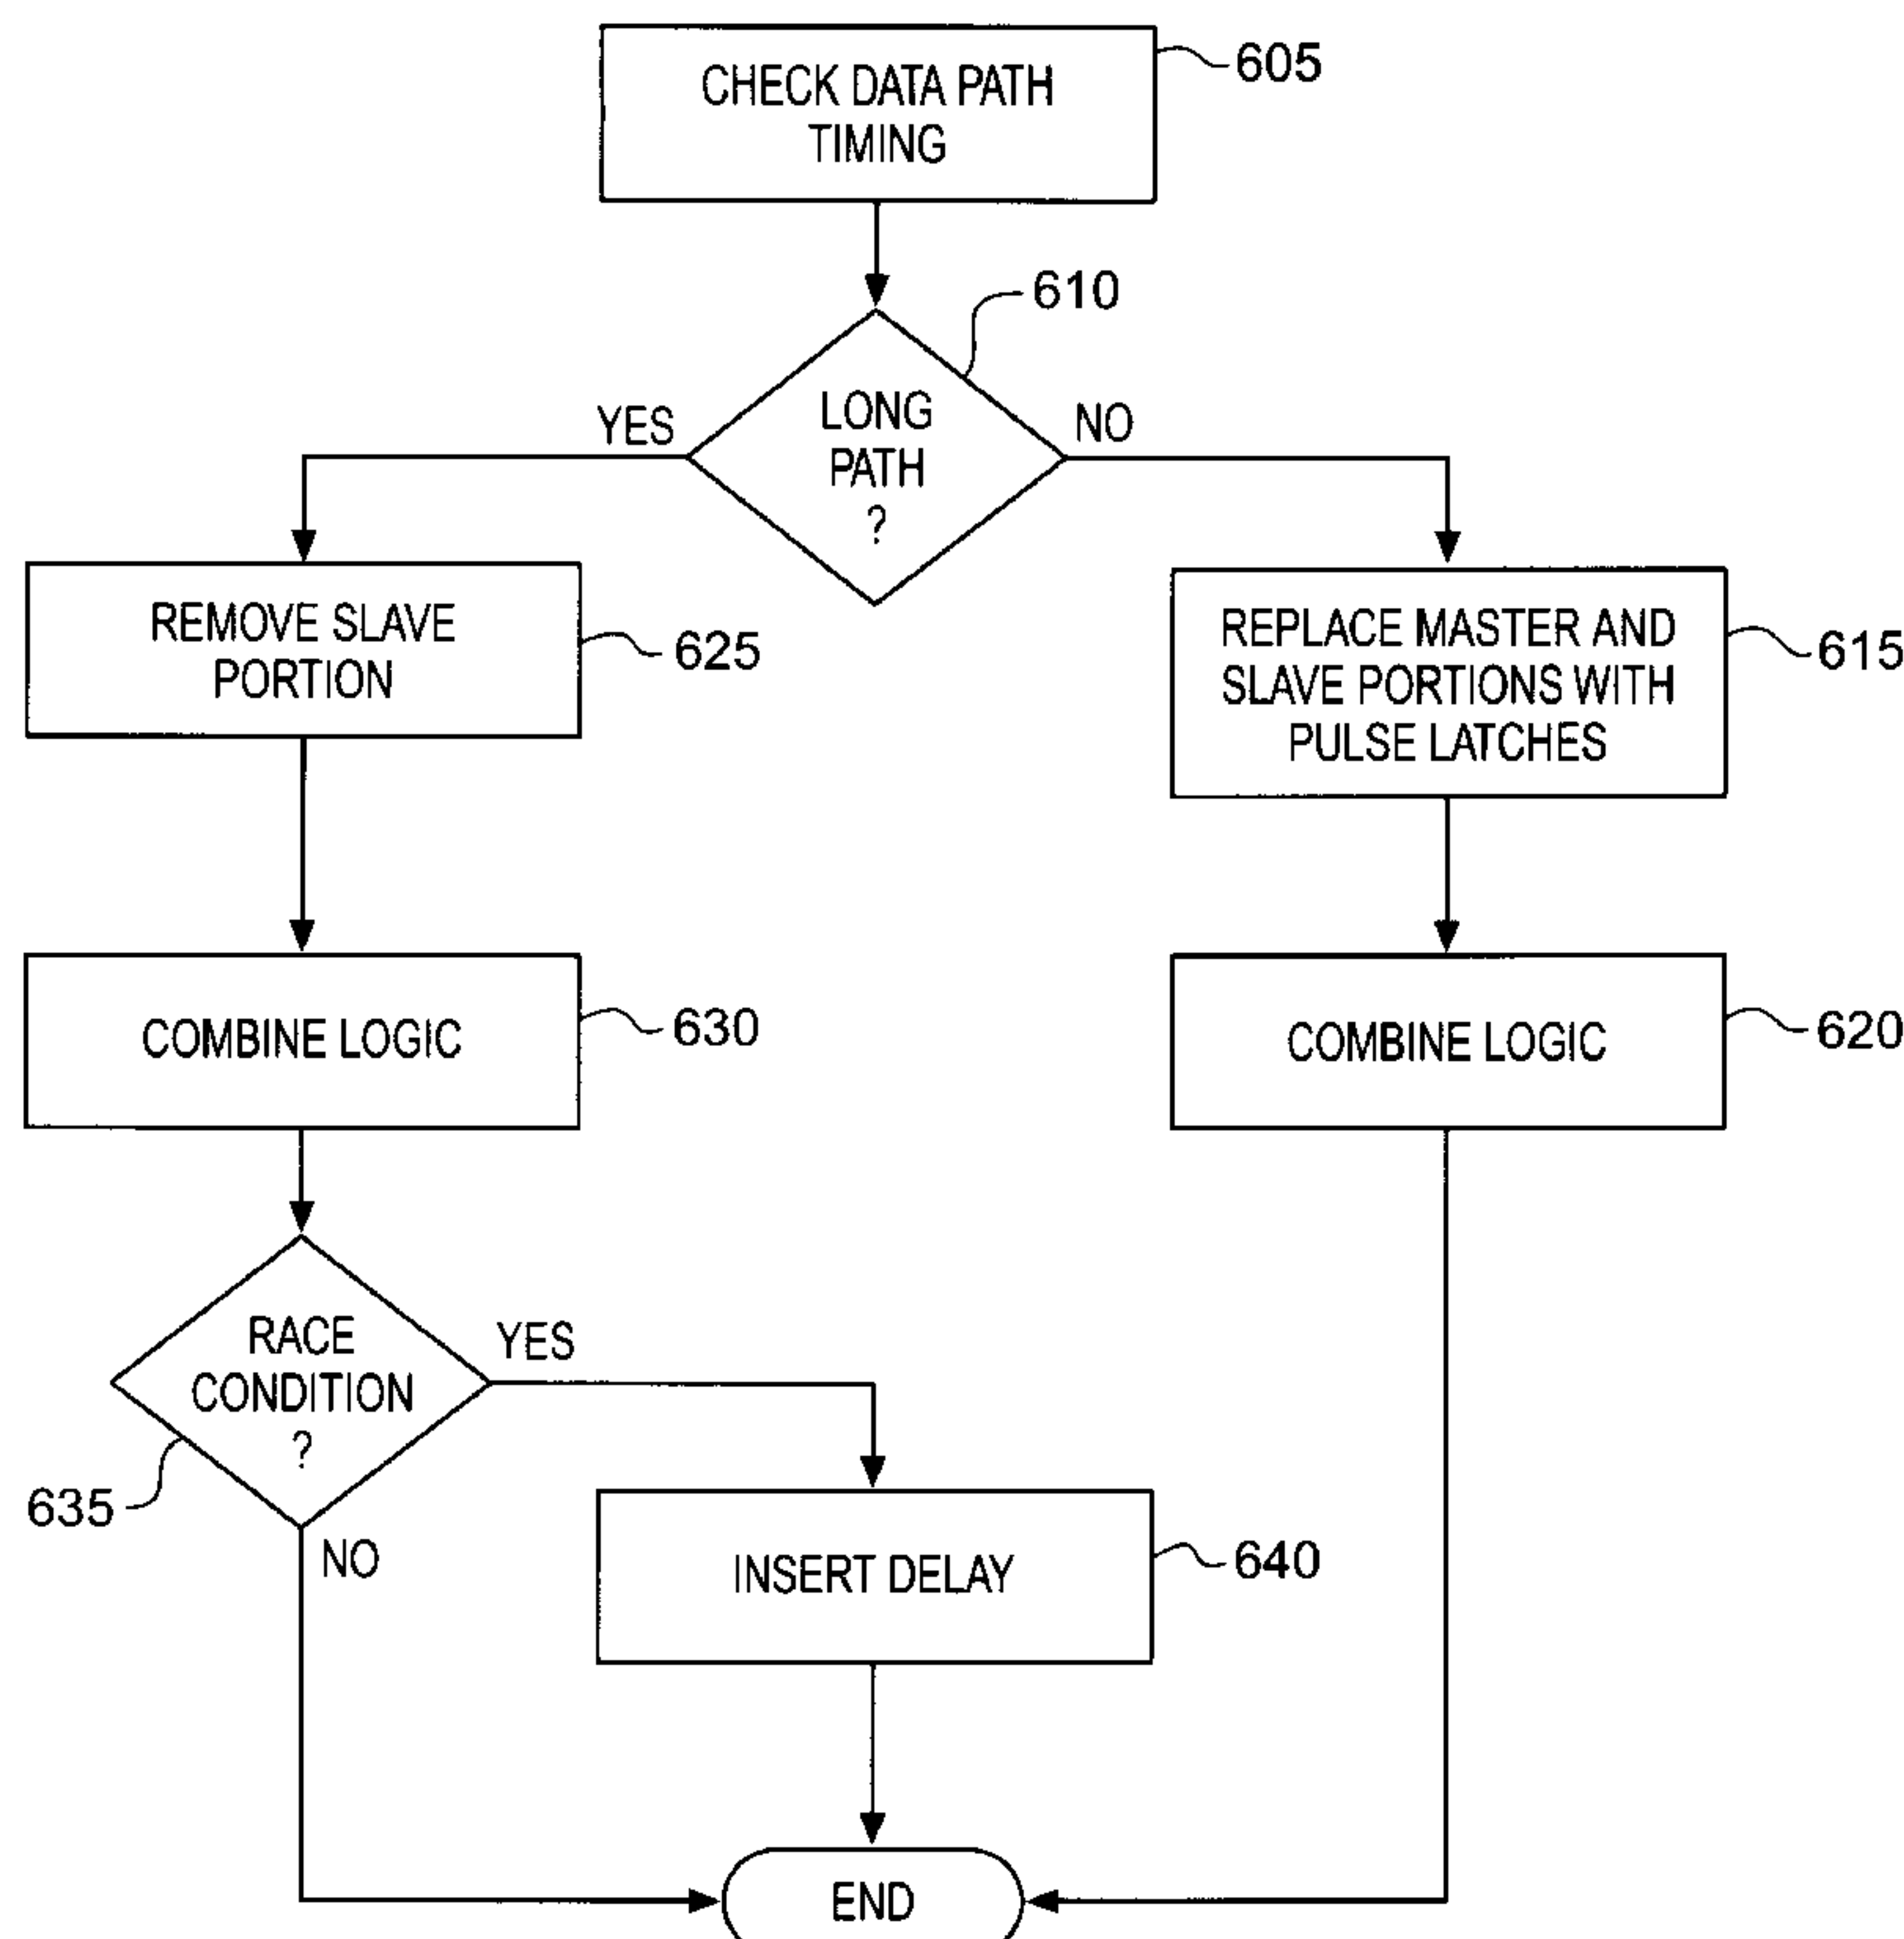 CHECK DATA PATH
TIMING
605
610
LONG
PATH
?
YES
NO
REMOVE SLAVE
PORTION
625
REPLACE MASTER AND
SLAVE PORTIONS WITH
PULSE LATCHES
615
COMBINE LOGIC
630
COMBINE LOGIC
620
RACE
CONDITION
?
YES
635
NO
INSERT DELAY
640
END